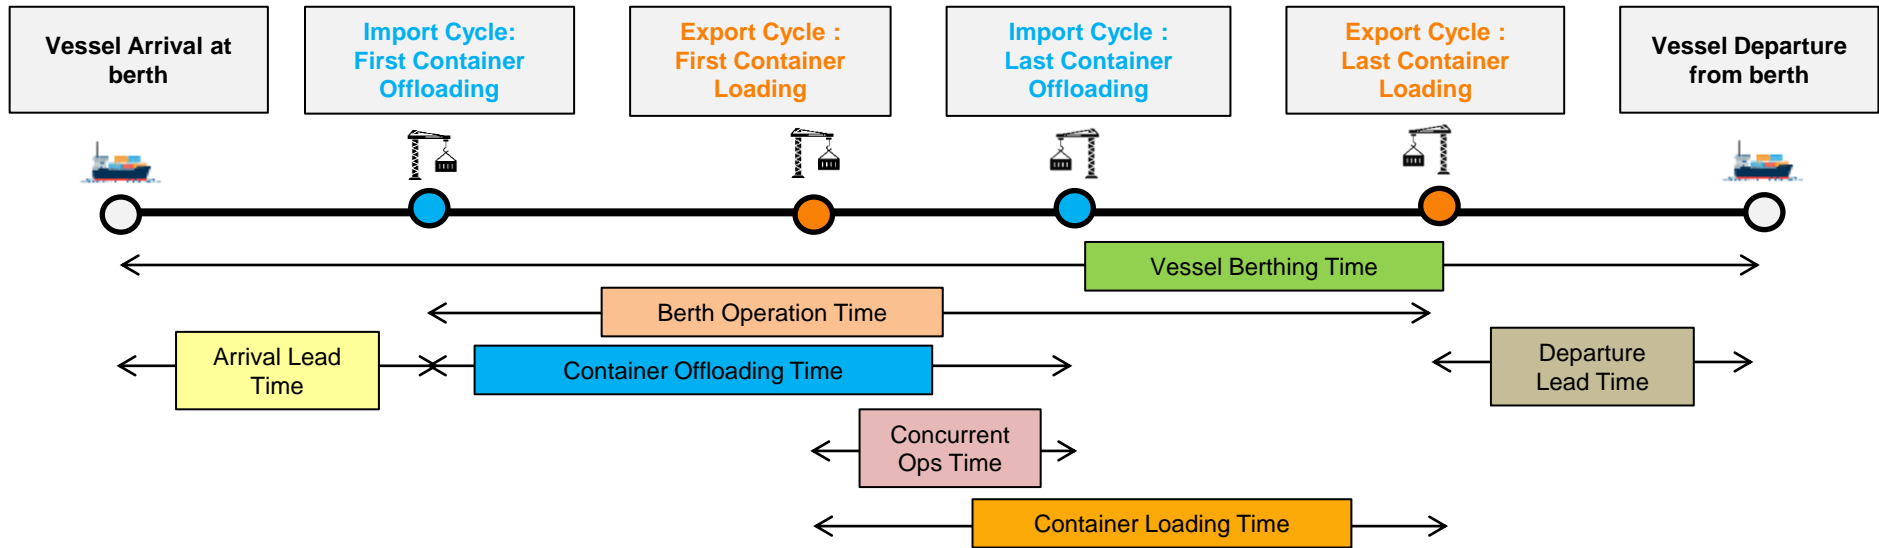 Vessel Arrival at
berth
Import Cycle:
First Container
Offloading
Export Cycle :
First Container
Loading
Import Cycle :
Last Container
Offloading
Export Cycle :
Last Container
Loading
Vessel Departure
from berth
Vessel Berthing Time
Berth Operation Time
Arrival Lead
Time
Container Offloading Time
Departure
Lead Time
Concurrent
Ops Time
Container Loading Time